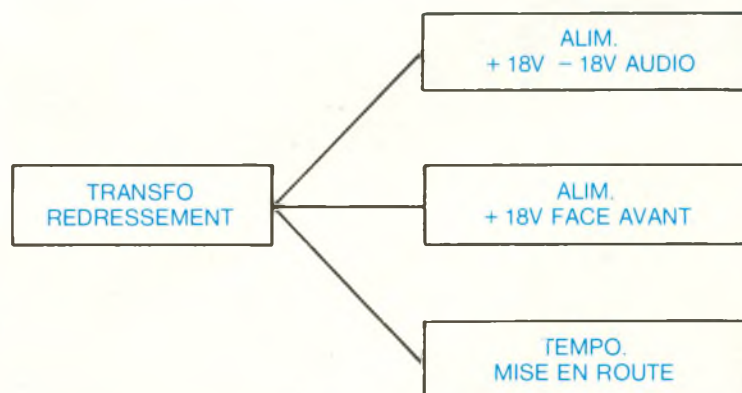 ALIM.
+ 18V – 18V AUDIO
TRANSFO
REDRESSEMENT
ALIM.
+ 18V FACE AVANT
TEMPO.
MISE EN ROUTE